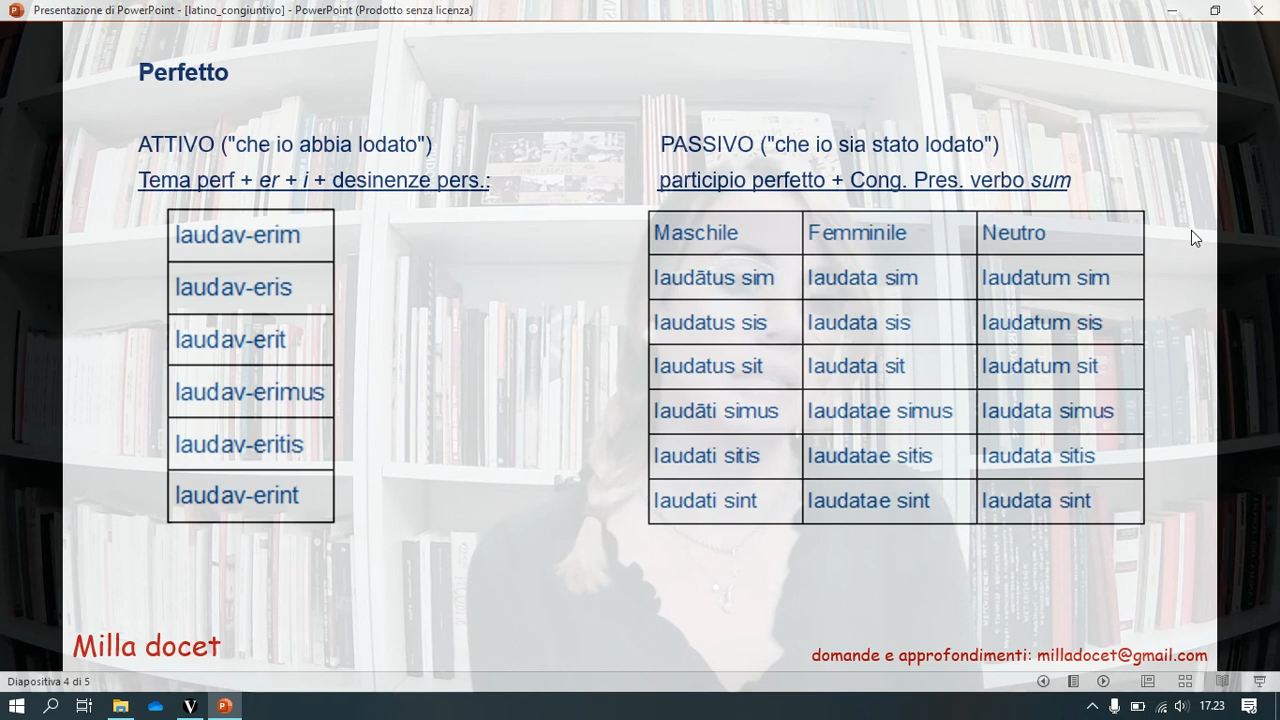 Presentazione di PowerPoint - [latino_congiuntivo] - PowerPoint (Prodotto senza licenza)
Perfetto
ATTIVO ("che io abbia lodato")
Tema perf + er + i + desinenze pers.:
laudav-erim
laudav-eris
laudav-erit
laudav-erimus
laudav-eritis
laudav-erint
PASSIVO ("che io sia stato lodato")
participio perfetto + Cong. Pres. verbo sum
Maschile Femminile Neutro
laudātus sim laudata sim laudatum sim
laudatus sis laudata sis laudatum sis
laudatus sit laudata sit laudatum sit
laudāti simus laudatae simus laudata simus
laudati sitis laudatae sitis laudata sitis
laudati sint laudatae sint laudata sint
Milla docet
domande e approfondimenti: milladocet@gmail.com
Diapositiva 4 di 5
17.23